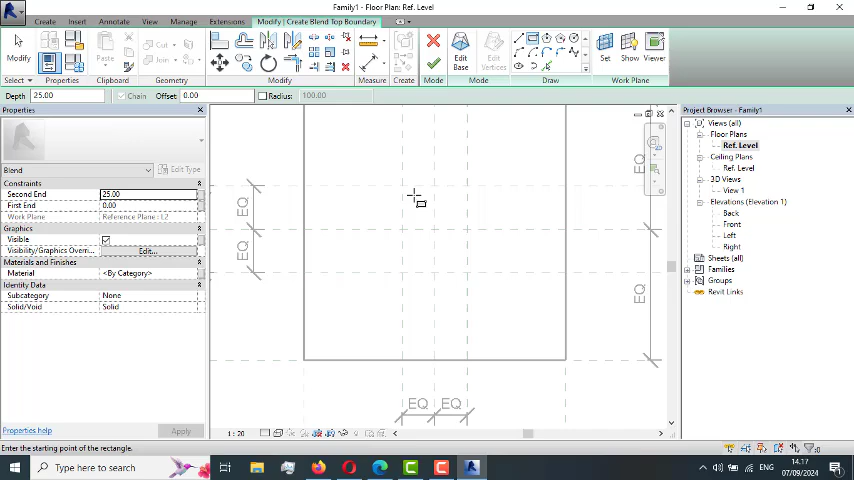 Family1 - Floor Plan: Ref. Level
Create Insert Annotate View Manage Extensions Modify | Create Blend Top Boundary
Modify Paste Cut Join Edit Base Edit Vertices Set Show Viewer
Select Properties Clipboard Geometry Modify Measure Create Mode Mode Draw Work Plane
Depth 25.00 Chain Offset: 0.00 Radius: 100.00
Properties
Blend Edit Type
Constraints
Second End 25.00
First End 0.00
Work Plane Reference Plane : L2
Graphics
Visible
Visibility/Graphics Overri... Edit...
Materials and Finishes
Material <By Category>
Identity Data
Subcategory None
Solid/Void Solid
Properties help Apply
EQ
EQ
EQ
EQ
EQ EQ
1 : 20
Project Browser - Family1
Views (all)
Floor Plans
Ref. Level
Ceiling Plans
Ref. Level
3D Views
View 1
Elevations (Elevation 1)
Back
Front
Left
Right
Sheets (all)
Families
Groups
Revit Links
Enter the starting point of the rectangle. :0
Type here to search ENG 14.17
07/09/2024